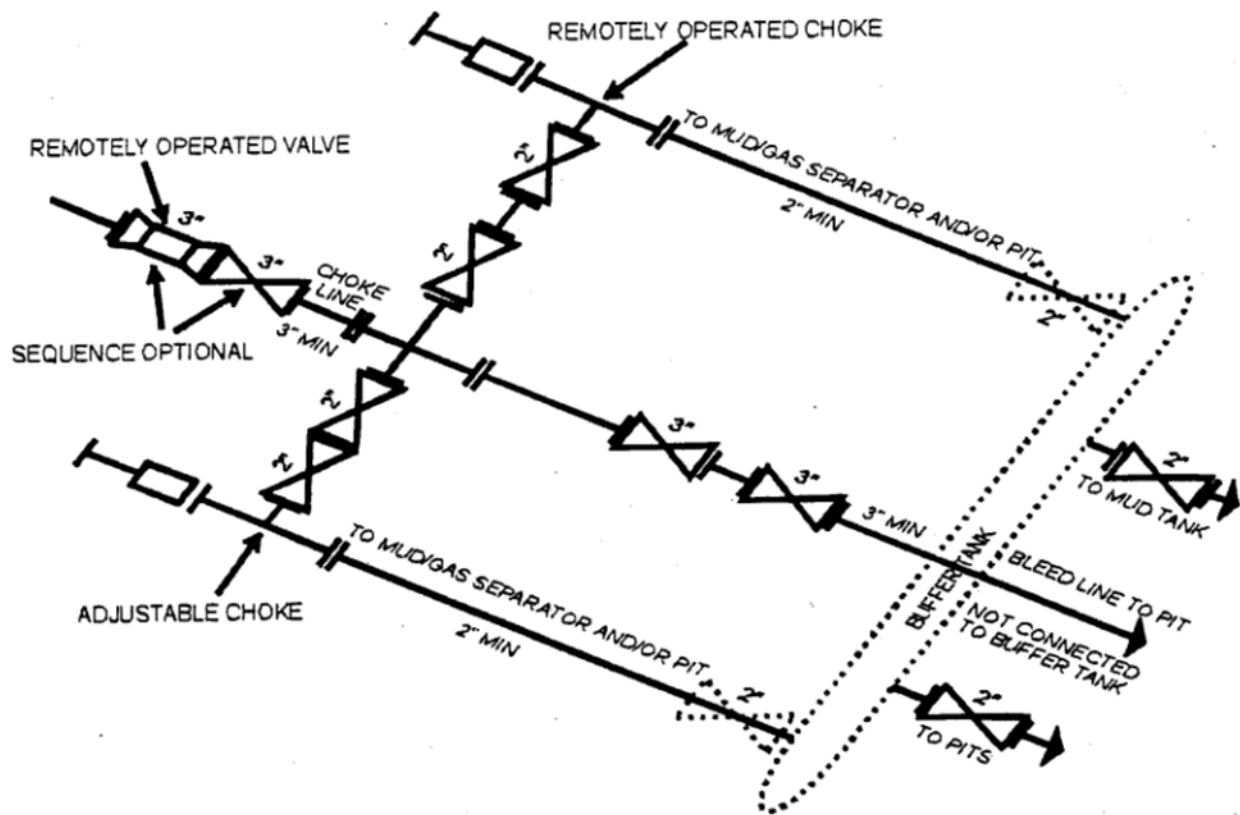 REMOTELY OPERATED CHOKE
REMOTELY OPERATED VALVE
3"
3"
CHOKE
LINE
3" MIN
SEQUENCE OPTIONAL
2"
2"
2"
2"
TO MUD/GAS SEPARATOR AND/OR PIT
2" MIN
2"
3"
3"
3" MIN
BUFFER TANK
2"
TO MUD TANK
BLEED LINE TO PIT
NOT CONNECTED
TO BUFFER TANK
ADJUSTABLE CHOKE
TO MUD/GAS SEPARATOR AND/OR PIT
2" MIN
2"
2"
TO PITS